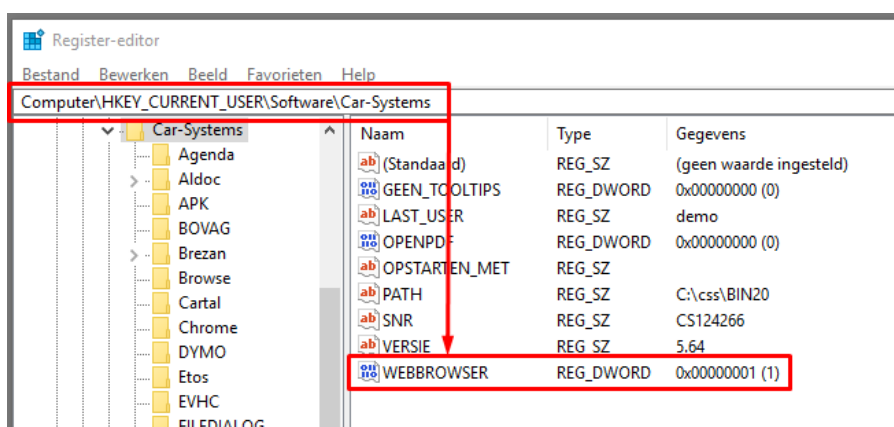 Register-editor
Bestand Bewerken Beeld Favorieten Help
Computer\HKEY_CURRENT_USER\Software\Car-Systems
Car-Systems
Agenda
Aldoc
APK
BOVAG
Brezan
Browse
Cartal
Chrome
DYMO
Etos
EVHC
FILEDIALOG
Naam Type Gegevens
(Standaard) REG_SZ (geen waarde ingesteld)
GEEN_TOOLTIPS REG_DWORD 0x00000000 (0)
LAST_USER REG_SZ demo
OPENPDF REG_DWORD 0x00000000 (0)
OPSTARTEN_MET REG_SZ
PATH REG_SZ C:\css\BIN20
SNR REG_SZ CS124266
VERSIE REG_SZ 5.64
WEBBROWSER REG_DWORD 0x00000001 (1)